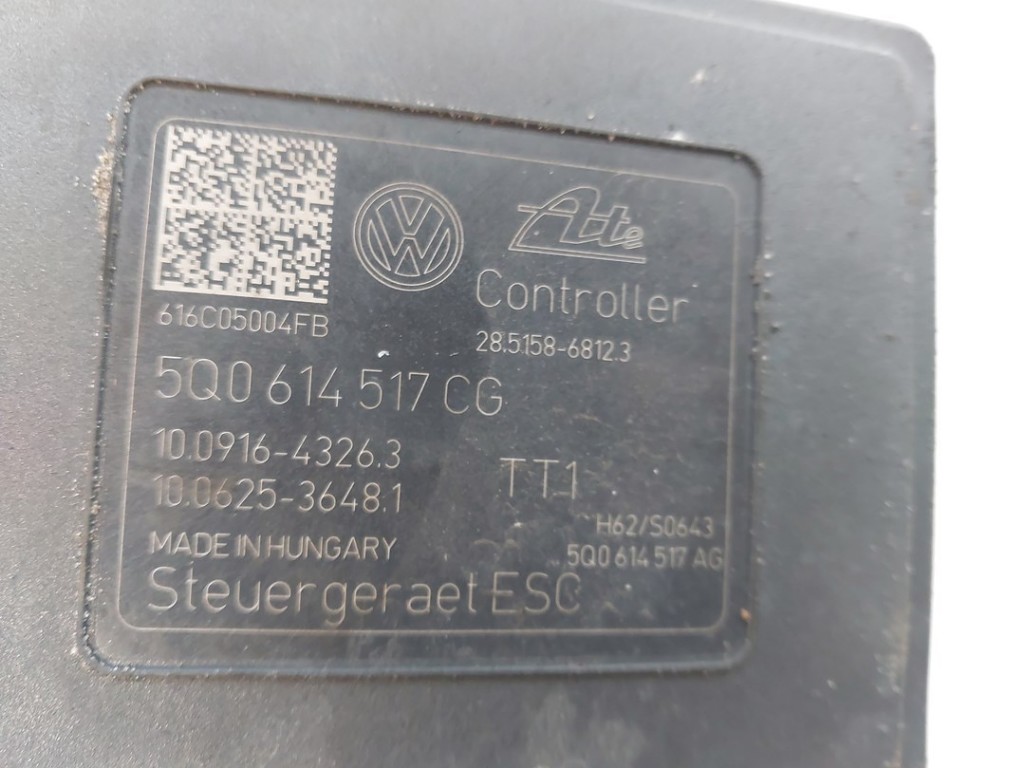 Ate
Controller
616C05004FB
28.5158-6812.3
5Q0 614 517 CG
10.0916-4326.3
TT1
10.0625-3648.1
H62/S0643
MADE IN HUNGARY
5Q0 614 517 AG
Steuergeraet ESC